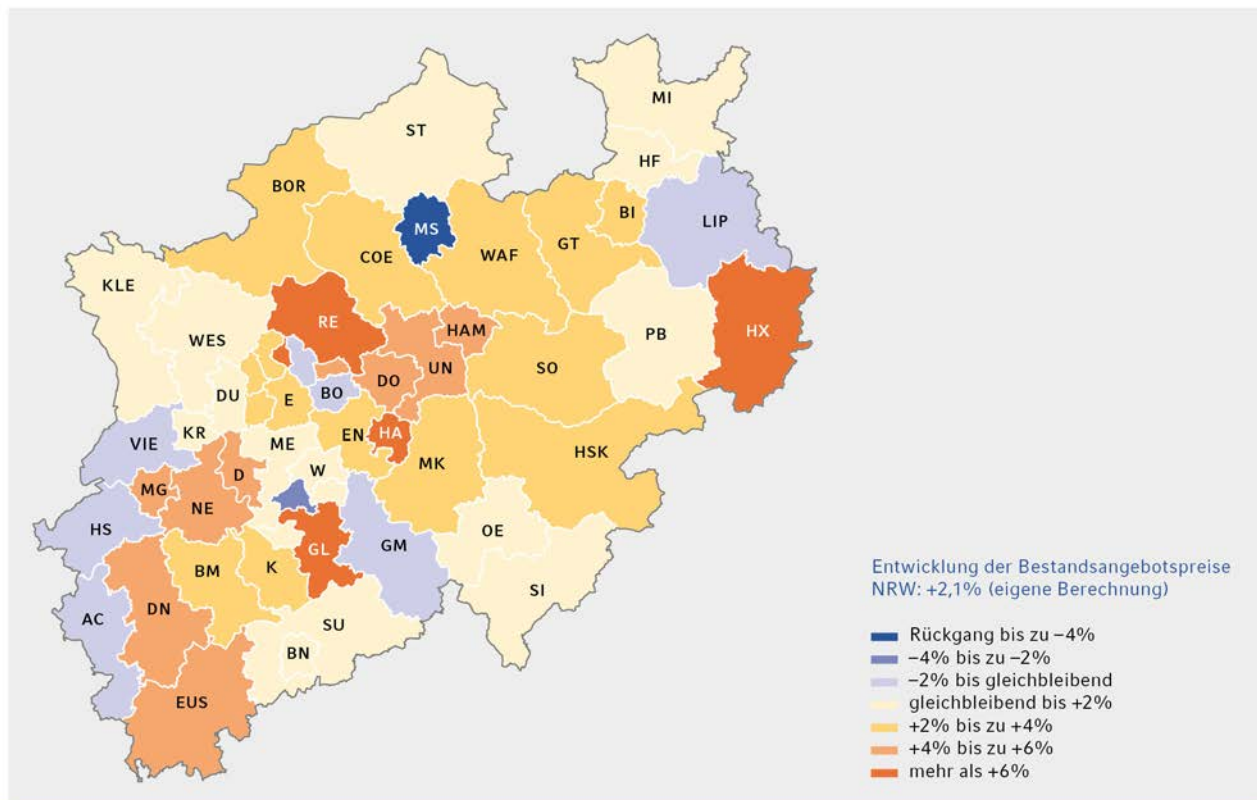 MI
ST
HF
BOR
BI
MS
LIP
GT
WAF
COE
KLE
RE
HAM
HX
WES
PB
UN
SO
DO
BO
DU
E
KR
HA
VIE
ME
EN
HSK
MK
W
D
MG
NE
OE
HS
GM
GL
BM
K
SI
DN
AC
SU
BN
EUS
Entwicklung der Bestandsangebotspreise
NRW: +2,1% (eigene Berechnung)
Rückgang bis zu –4%
–4% bis zu –2%
–2% bis gleichbleibend
gleichbleibend bis +2%
+2% bis zu +4%
+4% bis zu +6%
mehr als +6%